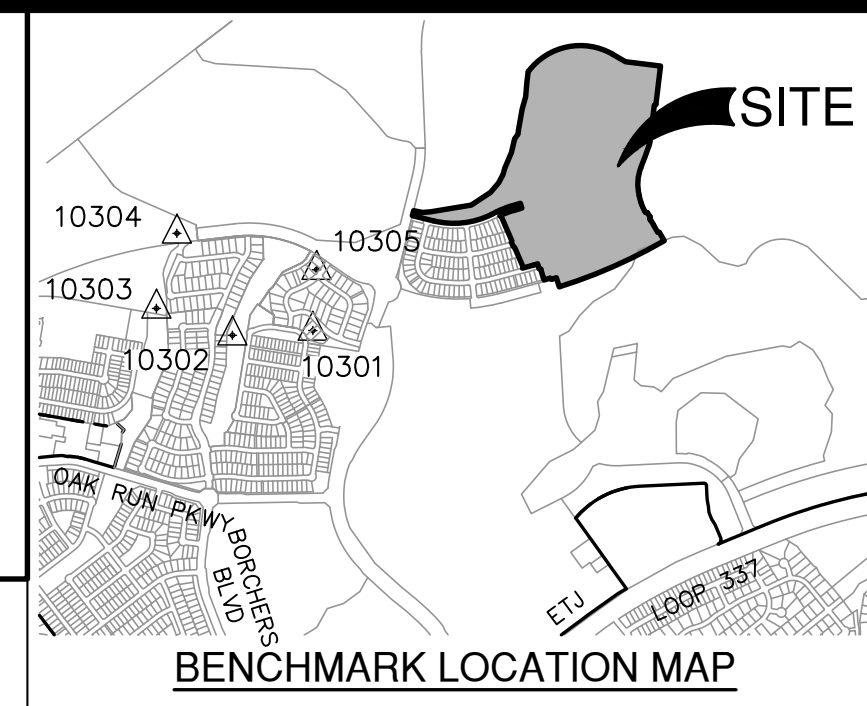 SITE
10304
10305
10303
10302
10301
OAK RUN PKWY
BORCHERS
BLVD
ETJ
LOOP 337
BENCHMARK LOCATION MAP